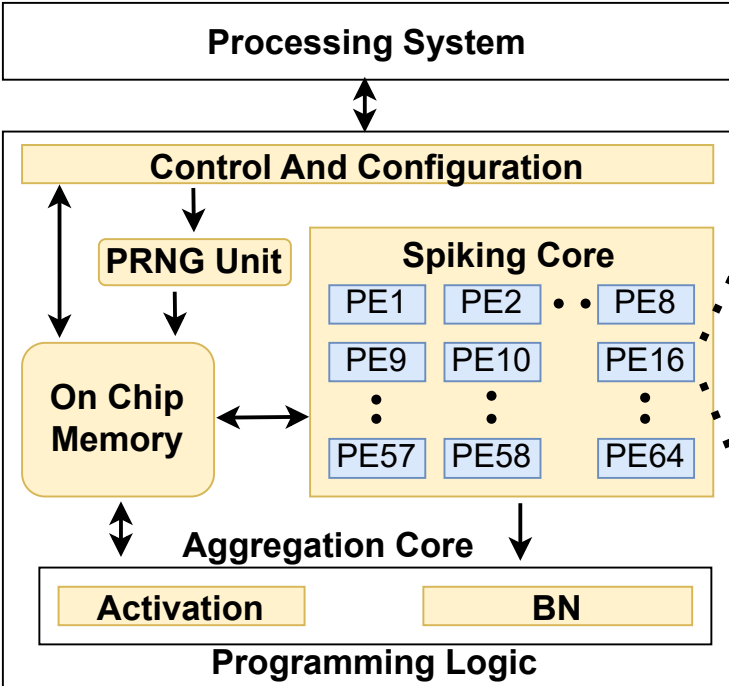 Processing System
Control And Configuration
PRNG Unit
Spiking Core
PE1 PE2 PE8
PE9 PE10 PE16
On Chip
Memory
PE57 PE58 PE64
Aggregation Core
Activation BN
Programming Logic